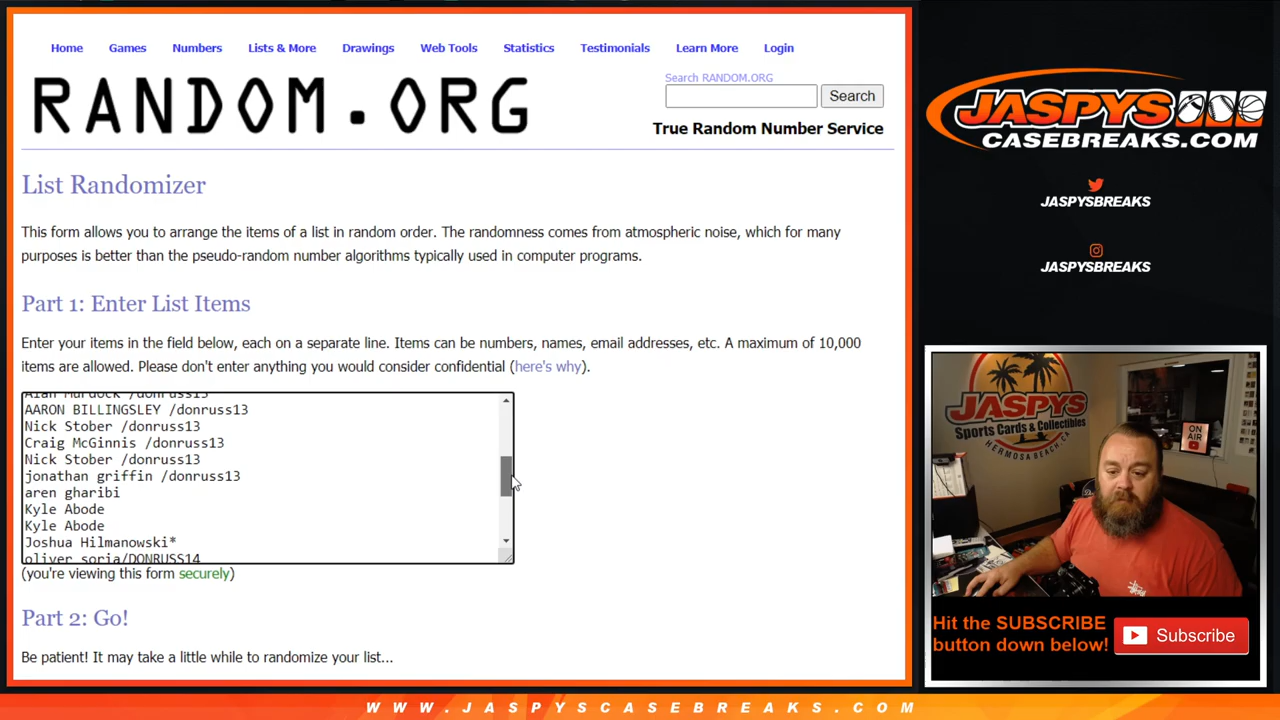 Home Games Numbers Lists & More Drawings Web Tools Statistics Testimonials Learn More Login
RANDOM.ORG
Search RANDOM.ORG
Search
True Random Number Service
List Randomizer
This form allows you to arrange the items of a list in random order. The randomness comes from atmospheric noise, which for many
purposes is better than the pseudo-random number algorithms typically used in computer programs.
Part 1: Enter List Items
Enter your items in the field below, each on a separate line. Items can be numbers, names, email addresses, etc. A maximum of 10,000
items are allowed. Please don't enter anything you would consider confidential (here's why).
Alan Murdock /donruss13
AARON BILLINGSLEY /donruss13
Nick Stober /donruss13
Craig McGinnis /donruss13
Nick Stober /donruss13
jonathan griffin /donruss13
aren gharibi
Kyle Abode
Kyle Abode
Joshua Hilmanowski*
oliver soria/DONRUSS14
(you're viewing this form securely)
Part 2: Go!
Be patient! It may take a little while to randomize your list...
JASPYS
CASEBREAKS.COM
JASPYSBREAKS
JASPYSBREAKS
JASPYS
Sports Cards & Collectibles
HERMOSA BEACH, CA
ON
AIR
Hit the SUBSCRIBE
button down below!
Subscribe
WWW.JASPYSCASEBREAKS.COM